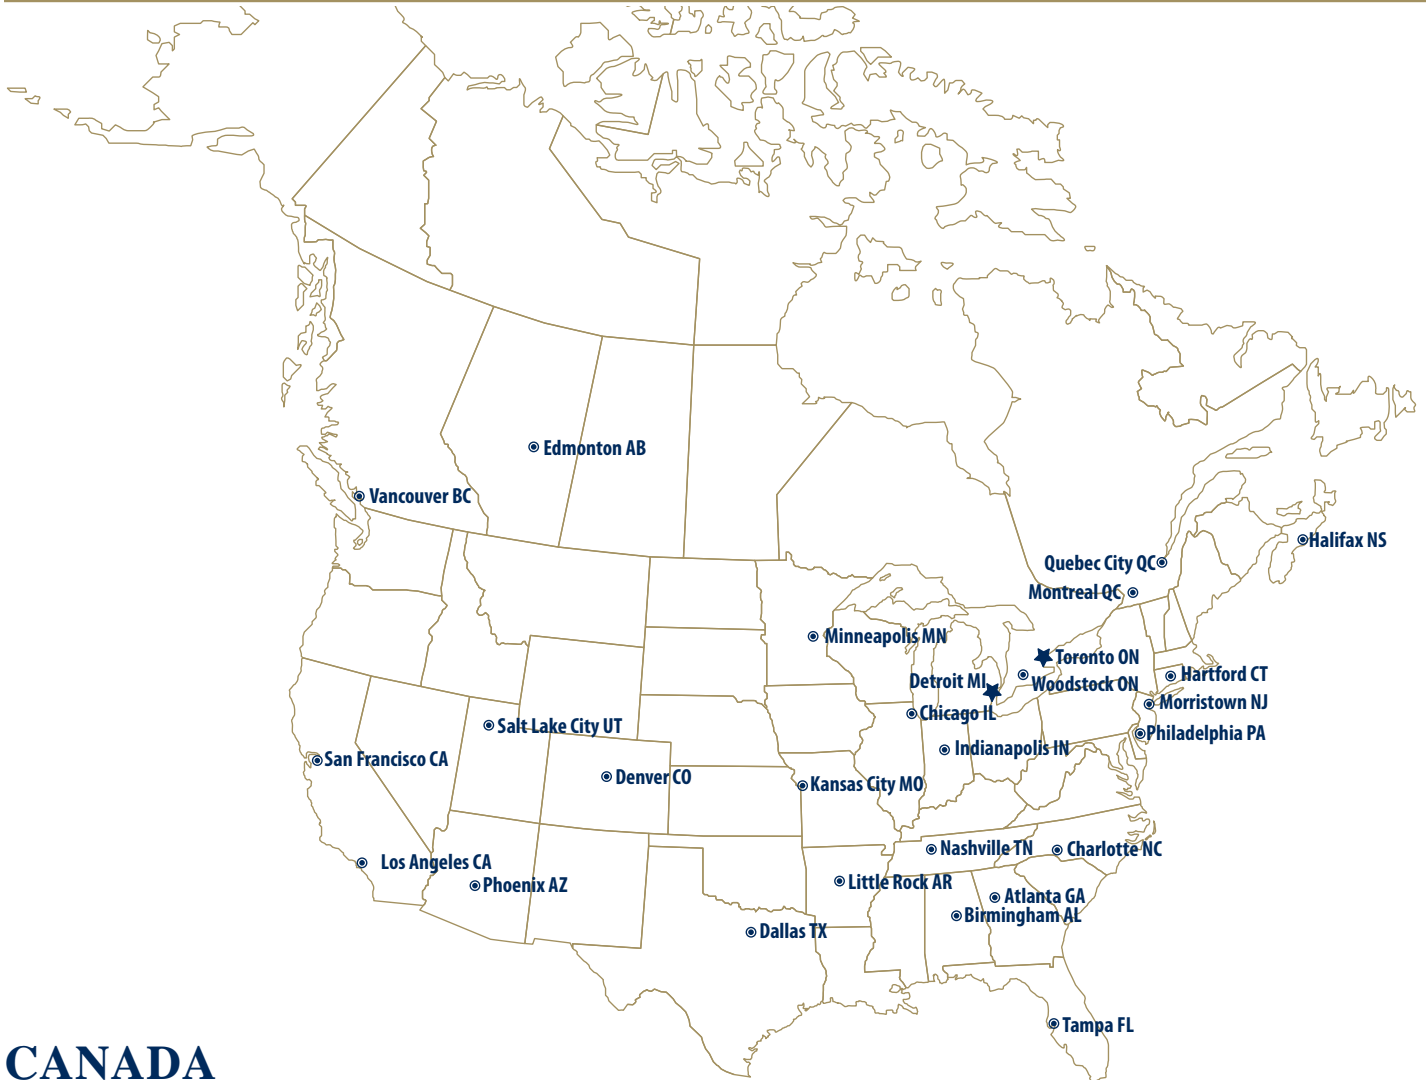 Edmonton AB
Vancouver BC
Halifax NS
Quebec City QC
Montreal QC
Minneapolis MN
Toronto ON
Hartford CT
Detroit MI
Woodstock ON
Morristown NJ
Chicago IL
Salt Lake City UT
Philadelphia PA
Indianapolis IN
San Francisco CA
Denver CO
Kansas City MO
Nashville TN
Charlotte NC
Los Angeles CA
Phoenix AZ
Little Rock AR
Atlanta GA
Birmingham AL
Dallas TX
Tampa FL
CANADA